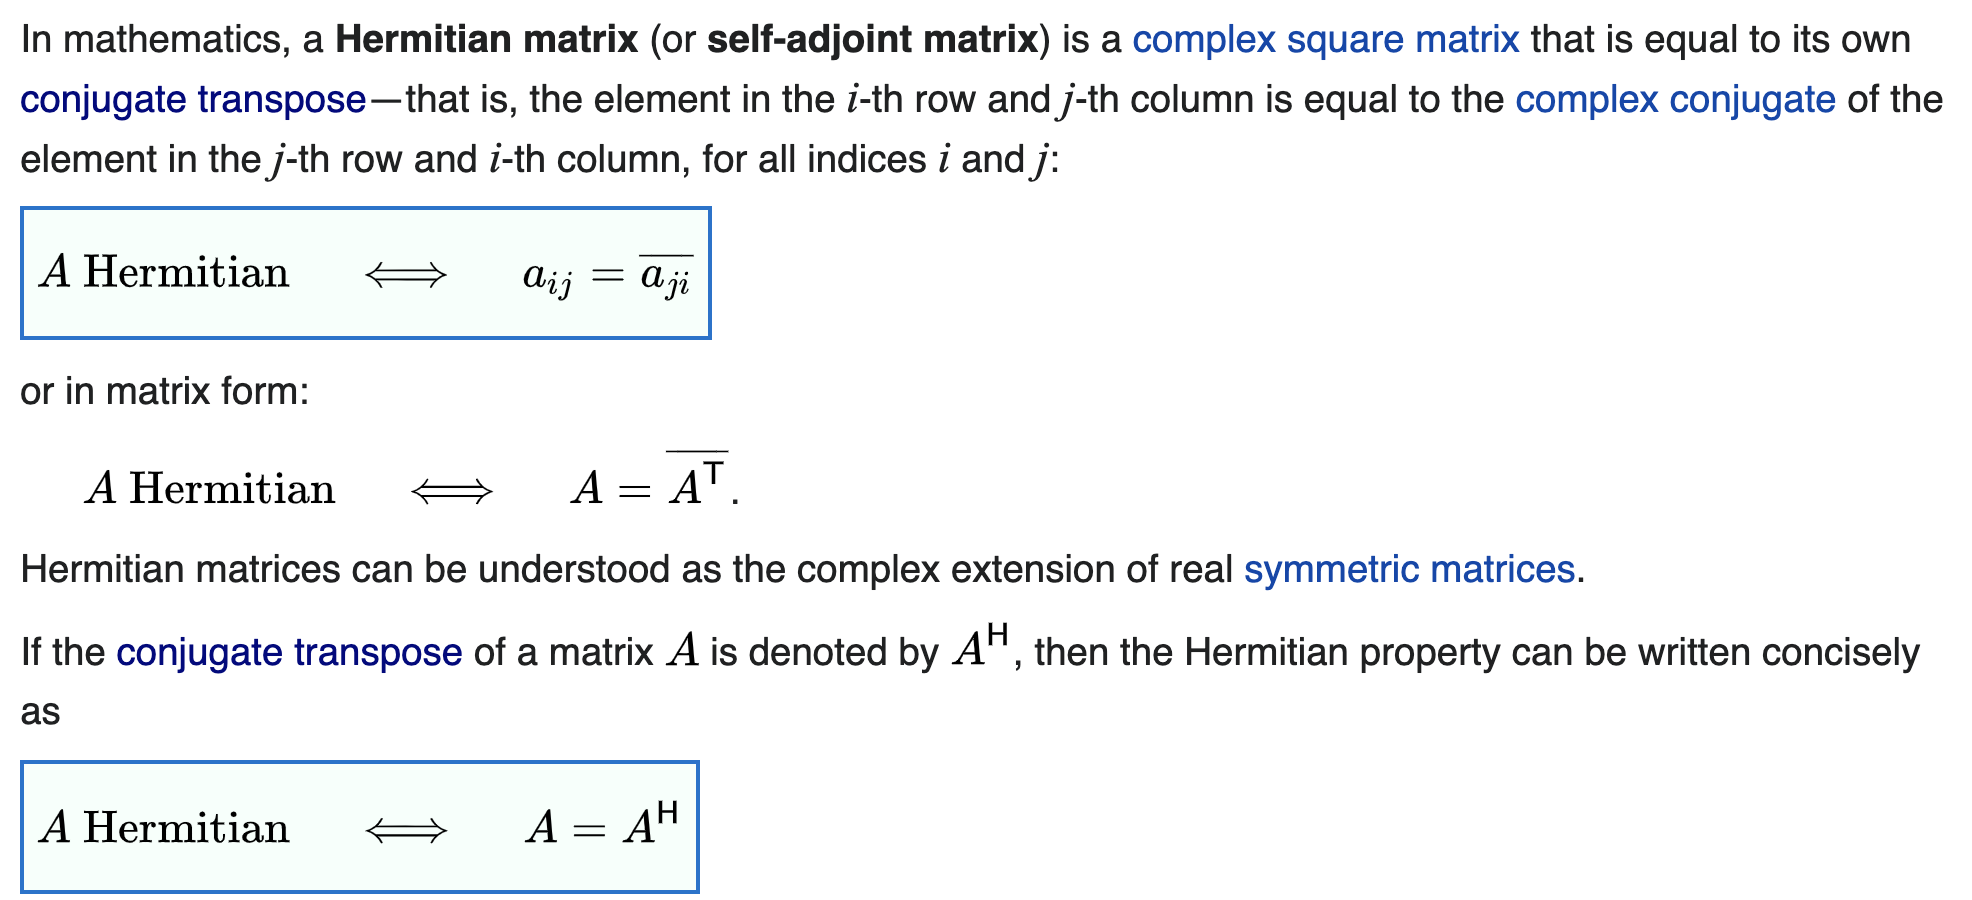 In mathematics, a Hermitian matrix (or self-adjoint matrix) is a complex square matrix that is equal to its own
conjugate transpose—that is, the element in the i-th row and j-th column is equal to the complex conjugate of the
element in the j-th row and i-th column, for all indices i and j:
A Hermitian ⟺ a_{ij} = \overline{a_{ji}}
or in matrix form:
A Hermitian ⟺ A = \overline{A^T}.
Hermitian matrices can be understood as the complex extension of real symmetric matrices.
If the conjugate transpose of a matrix A is denoted by A^H, then the Hermitian property can be written concisely
as
A Hermitian ⟺ A = A^H